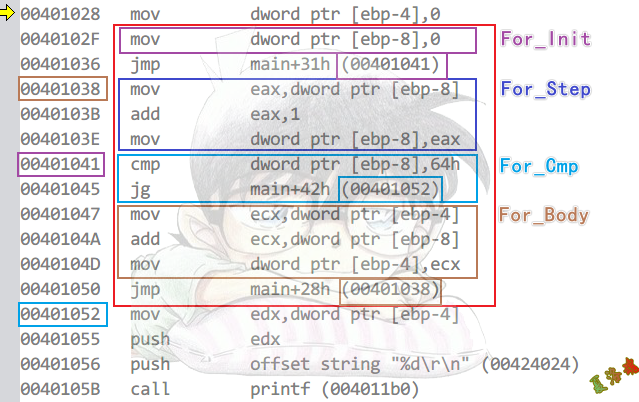 00401028 mov dword ptr [ebp-4],0
0040102F mov dword ptr [ebp-8],0 For_Init
00401036 jmp main+31h (00401041)
00401038 mov eax,dword ptr [ebp-8] For_Step
0040103B add eax,1
0040103E mov dword ptr [ebp-8],eax
00401041 cmp dword ptr [ebp-8],64h For_Cmp
00401045 jg main+42h (00401052)
00401047 mov ecx,dword ptr [ebp-4] For_Body
0040104A add ecx,dword ptr [ebp-8]
0040104D mov dword ptr [ebp-4],ecx
00401050 jmp main+28h (00401038)
00401052 mov edx,dword ptr [ebp-4]
00401055 push edx
00401056 push offset string "%d\r\n" (00424024)
0040105B call printf (004011b0)